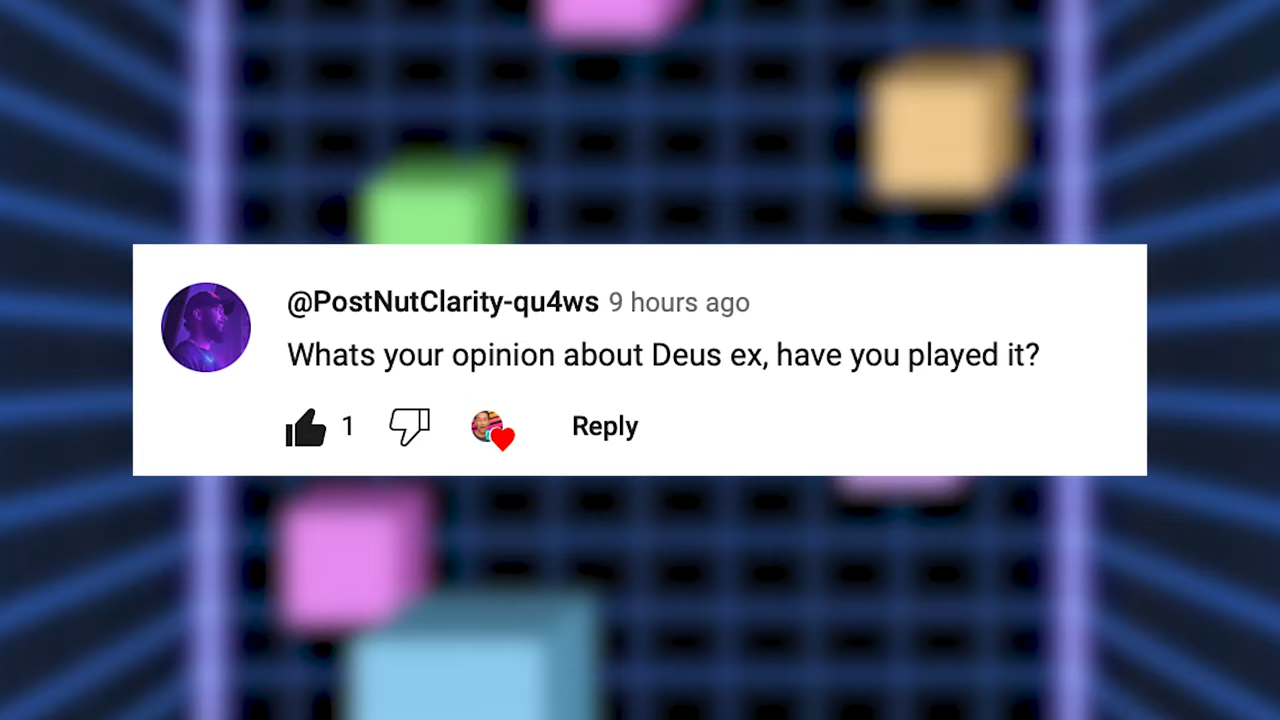 @PostNutClarity-qu4ws 9 hours ago
Whats your opinion about Deus ex, have you played it?
1 Reply